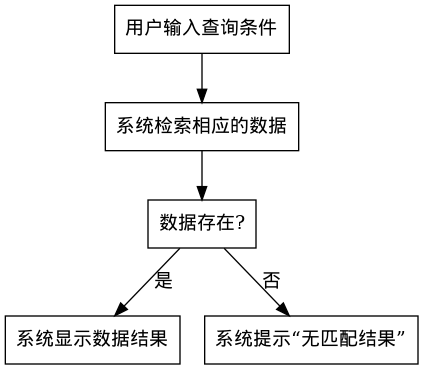 用户输入查询条件
系统检索相应的数据
数据存在?
是
否
系统显示数据结果
系统提示“无匹配结果”